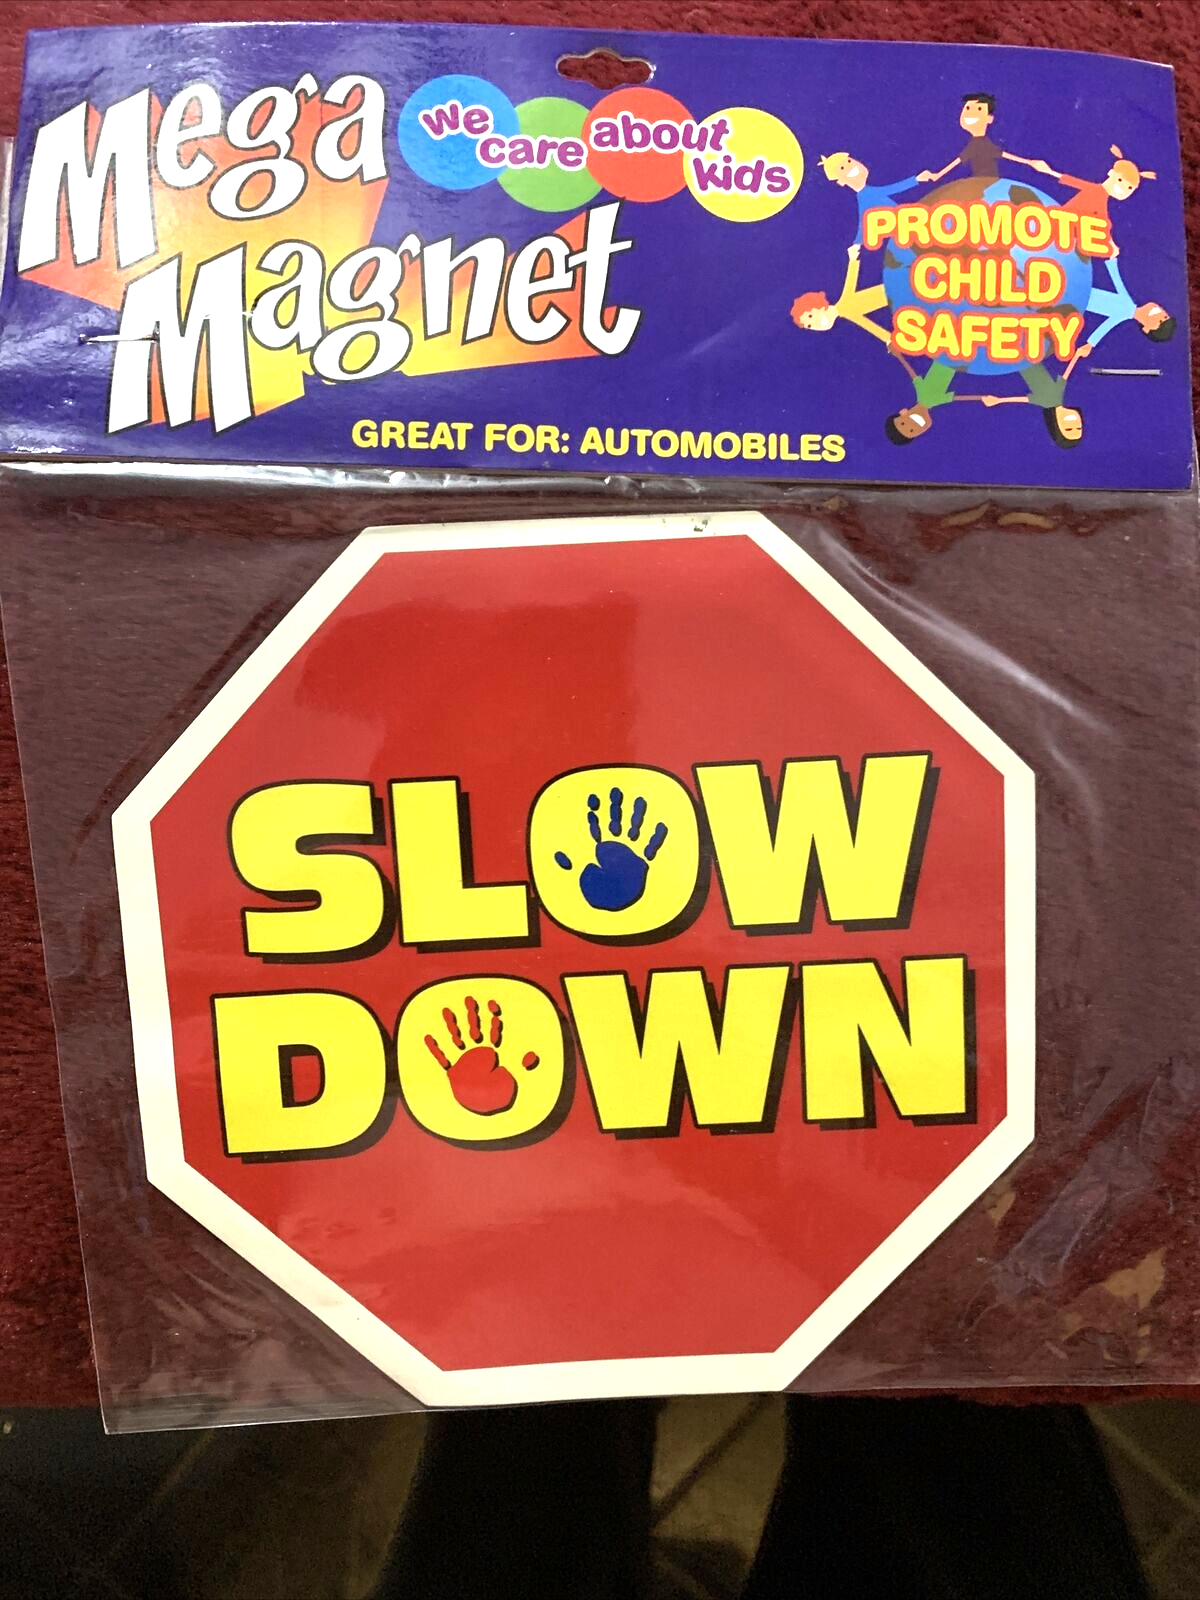 Mega
Magnet
we care about kids
PROMOTE
CHILD
SAFETY
GREAT FOR: AUTOMOBILES
SLOW
DOWN